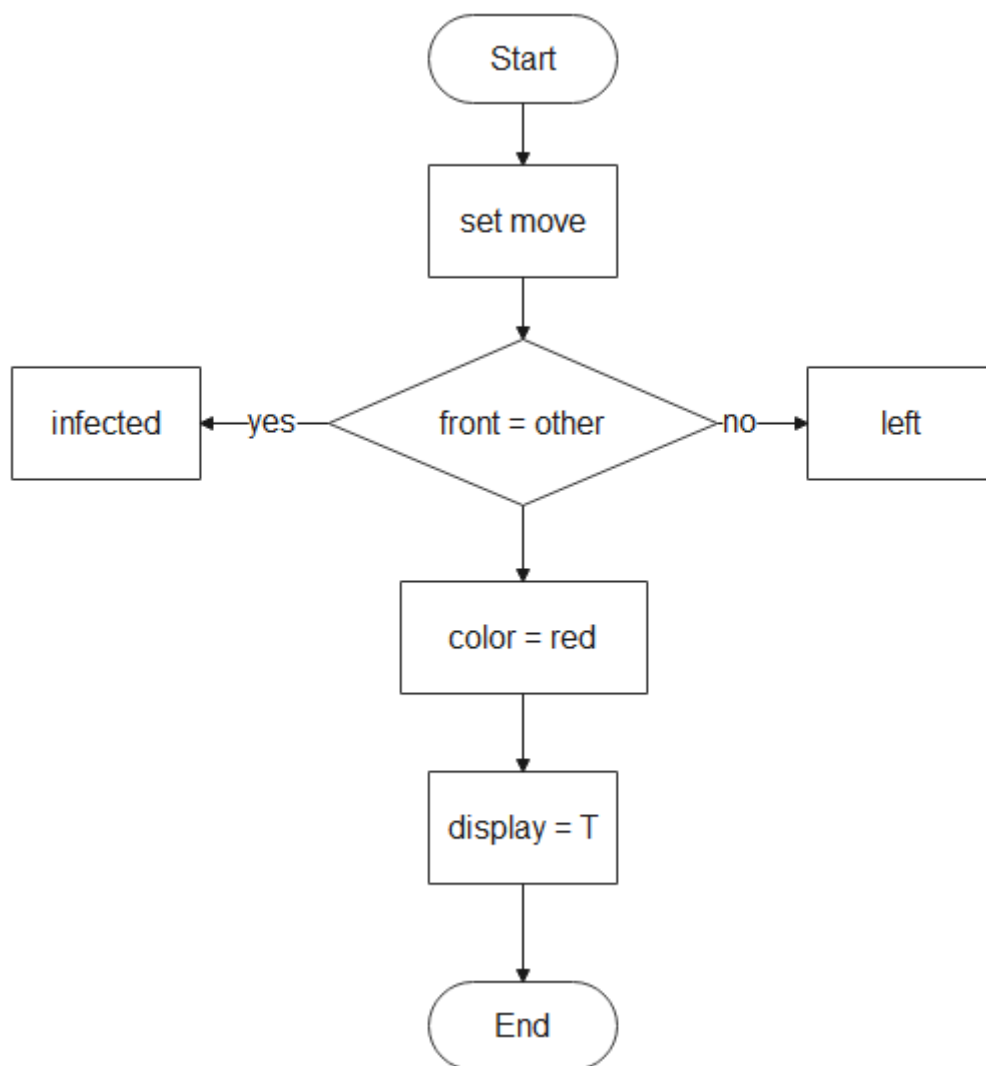 Start
set move
infected
yes
front = other
no
left
color = red
display = T
End